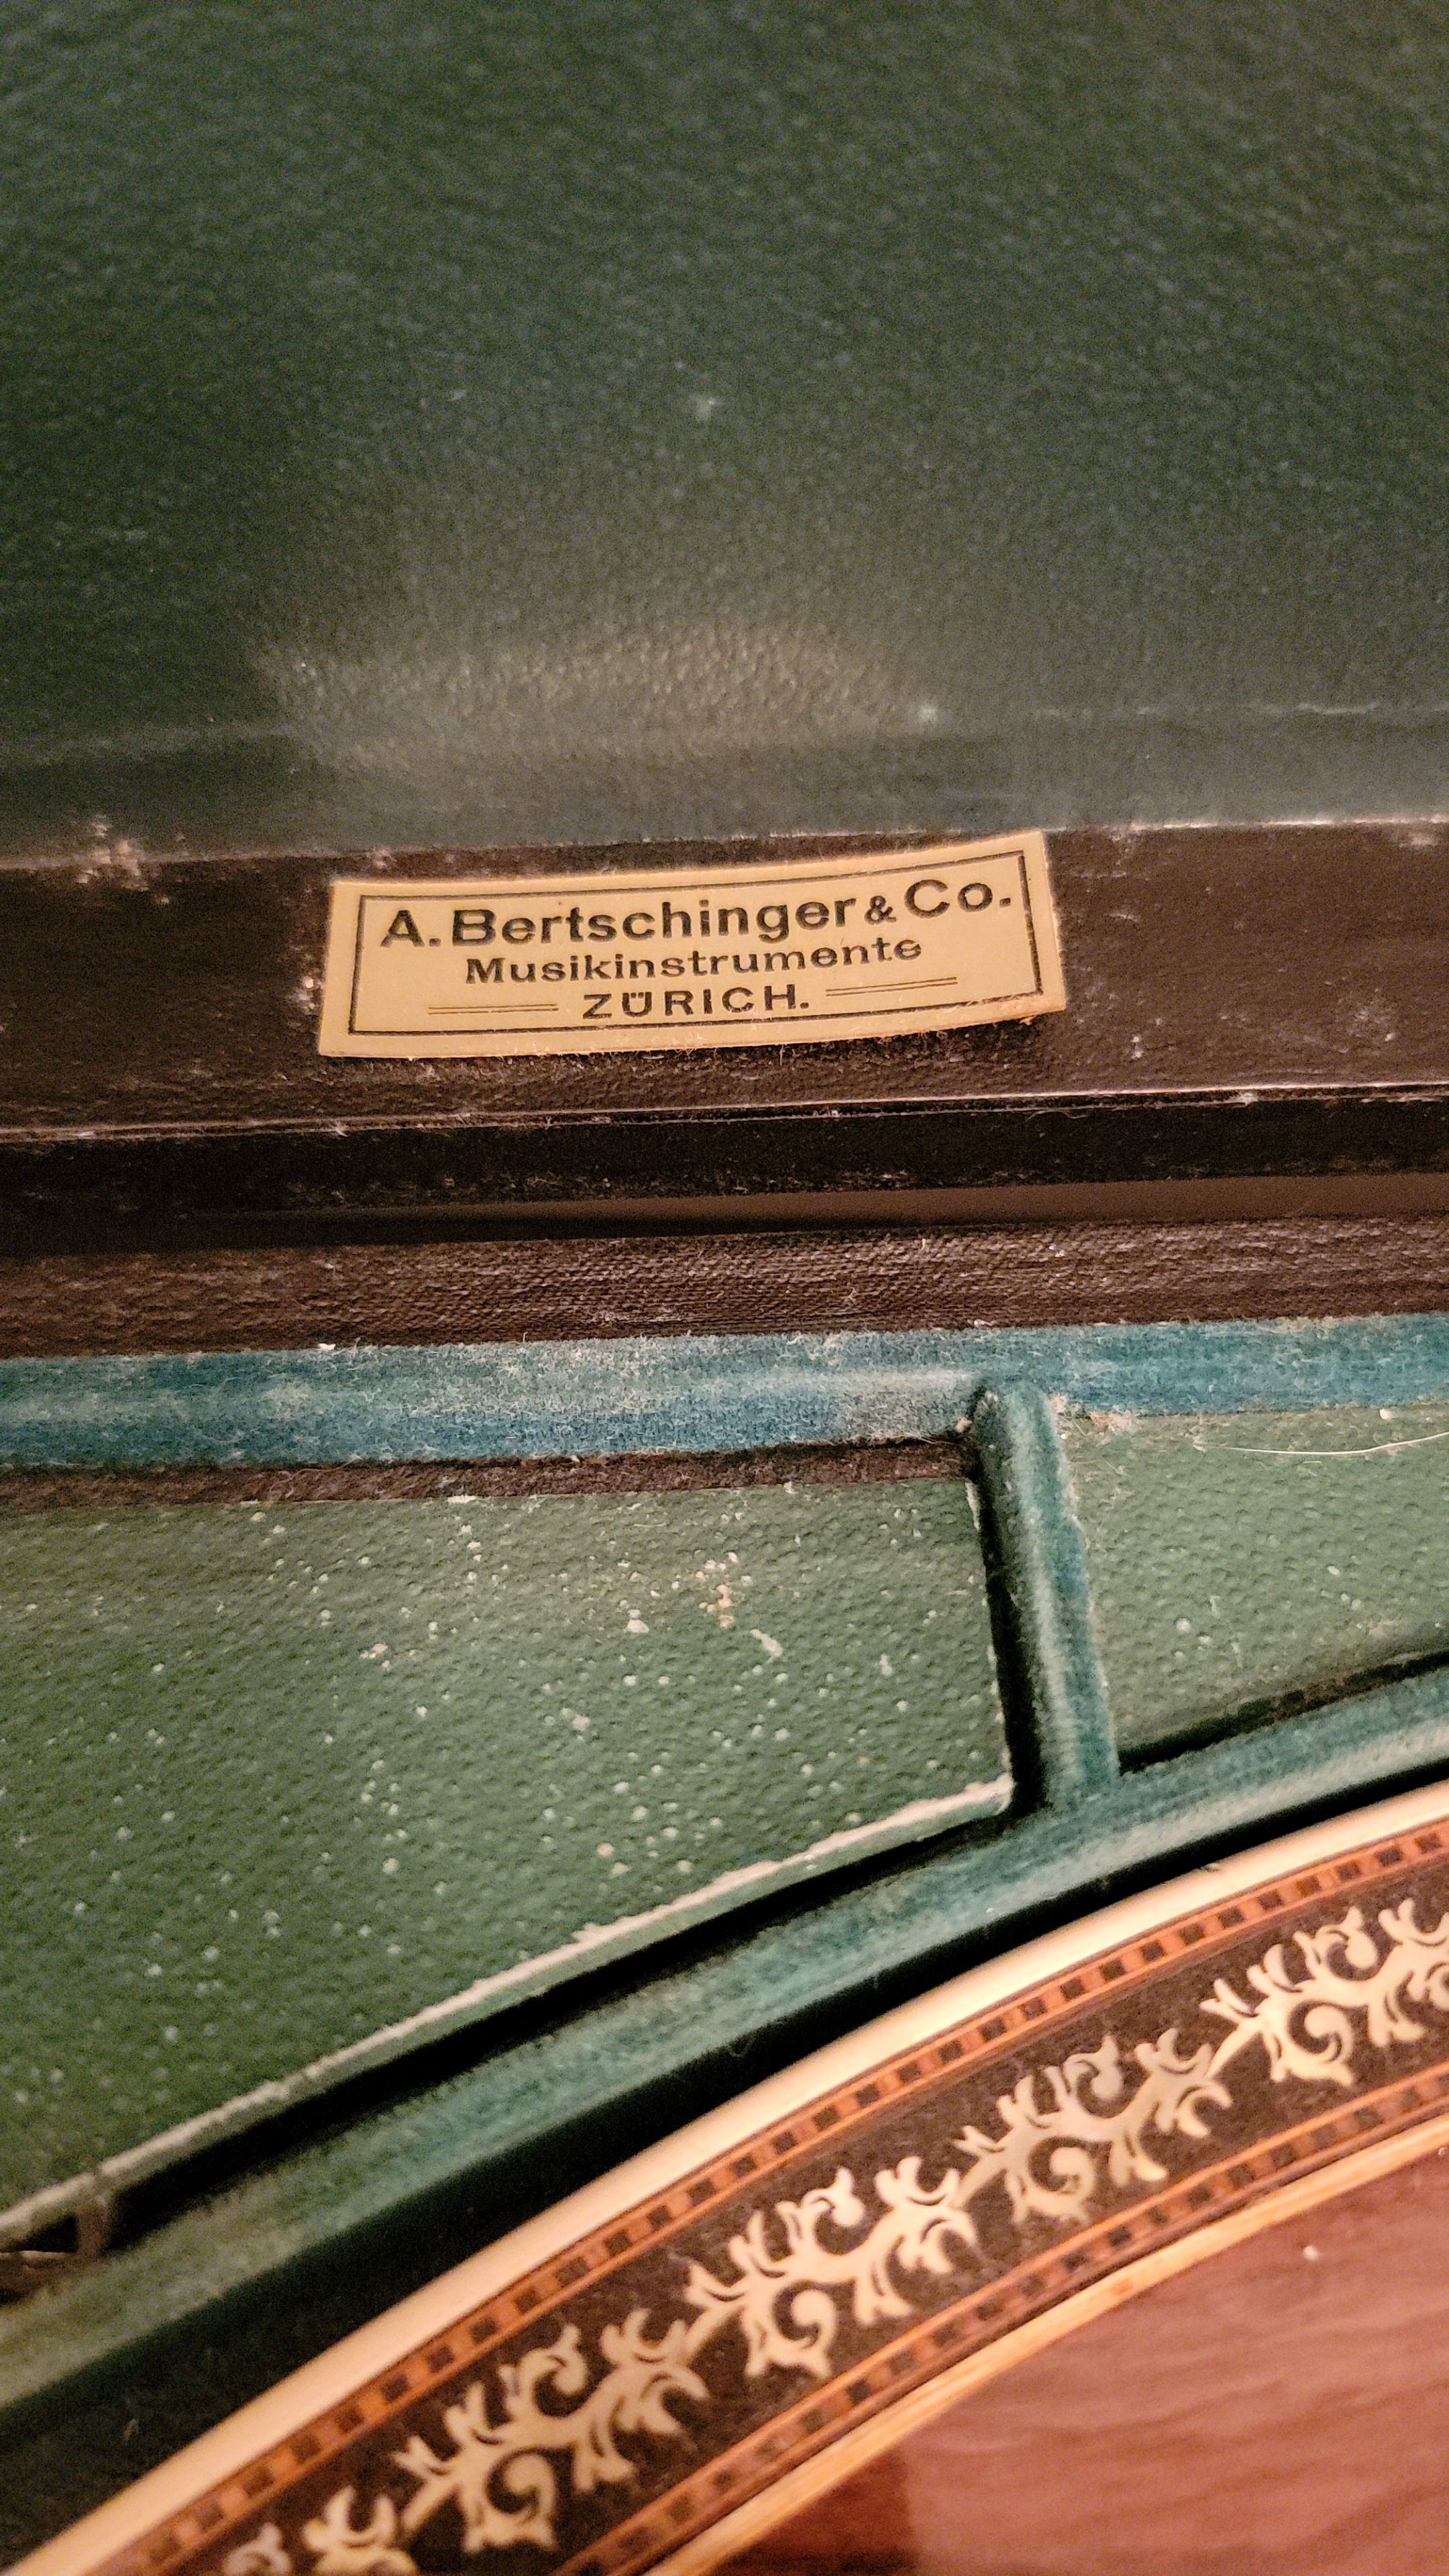 A. Bertschinger & Co.
Musikinstrumente
ZÜRICH.